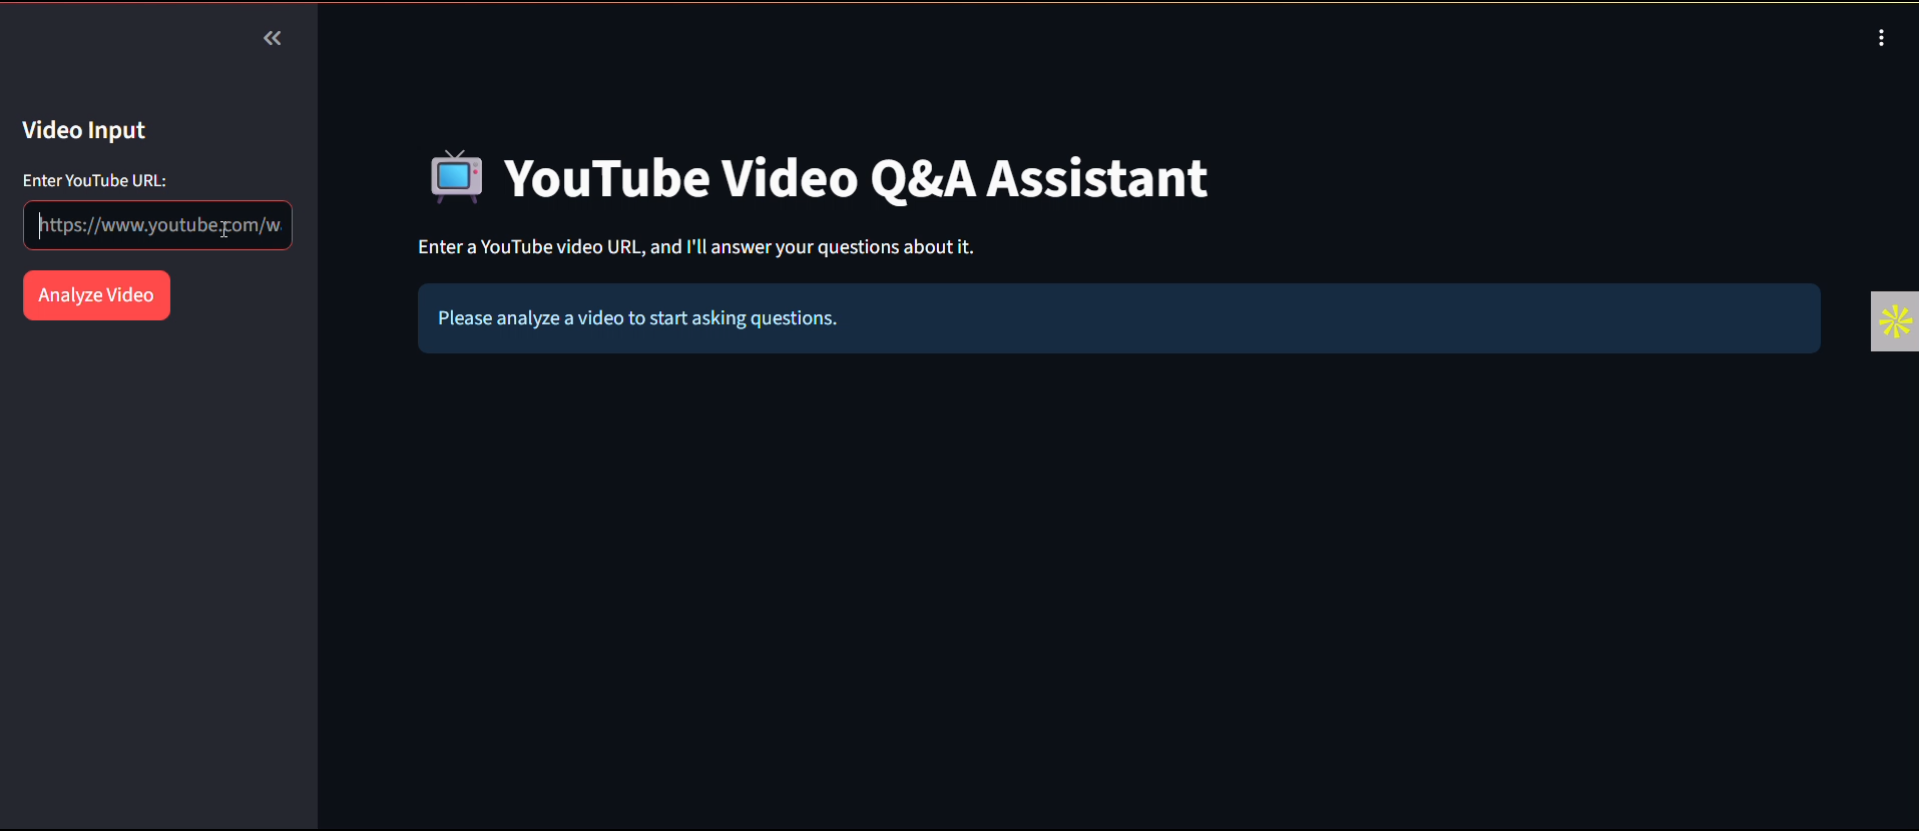 Video Input
Enter YouTube URL:
https://www.youtube.com/w
Analyze Video
YouTube Video Q&A Assistant
Enter a YouTube video URL, and I'll answer your questions about it.
Please analyze a video to start asking questions.